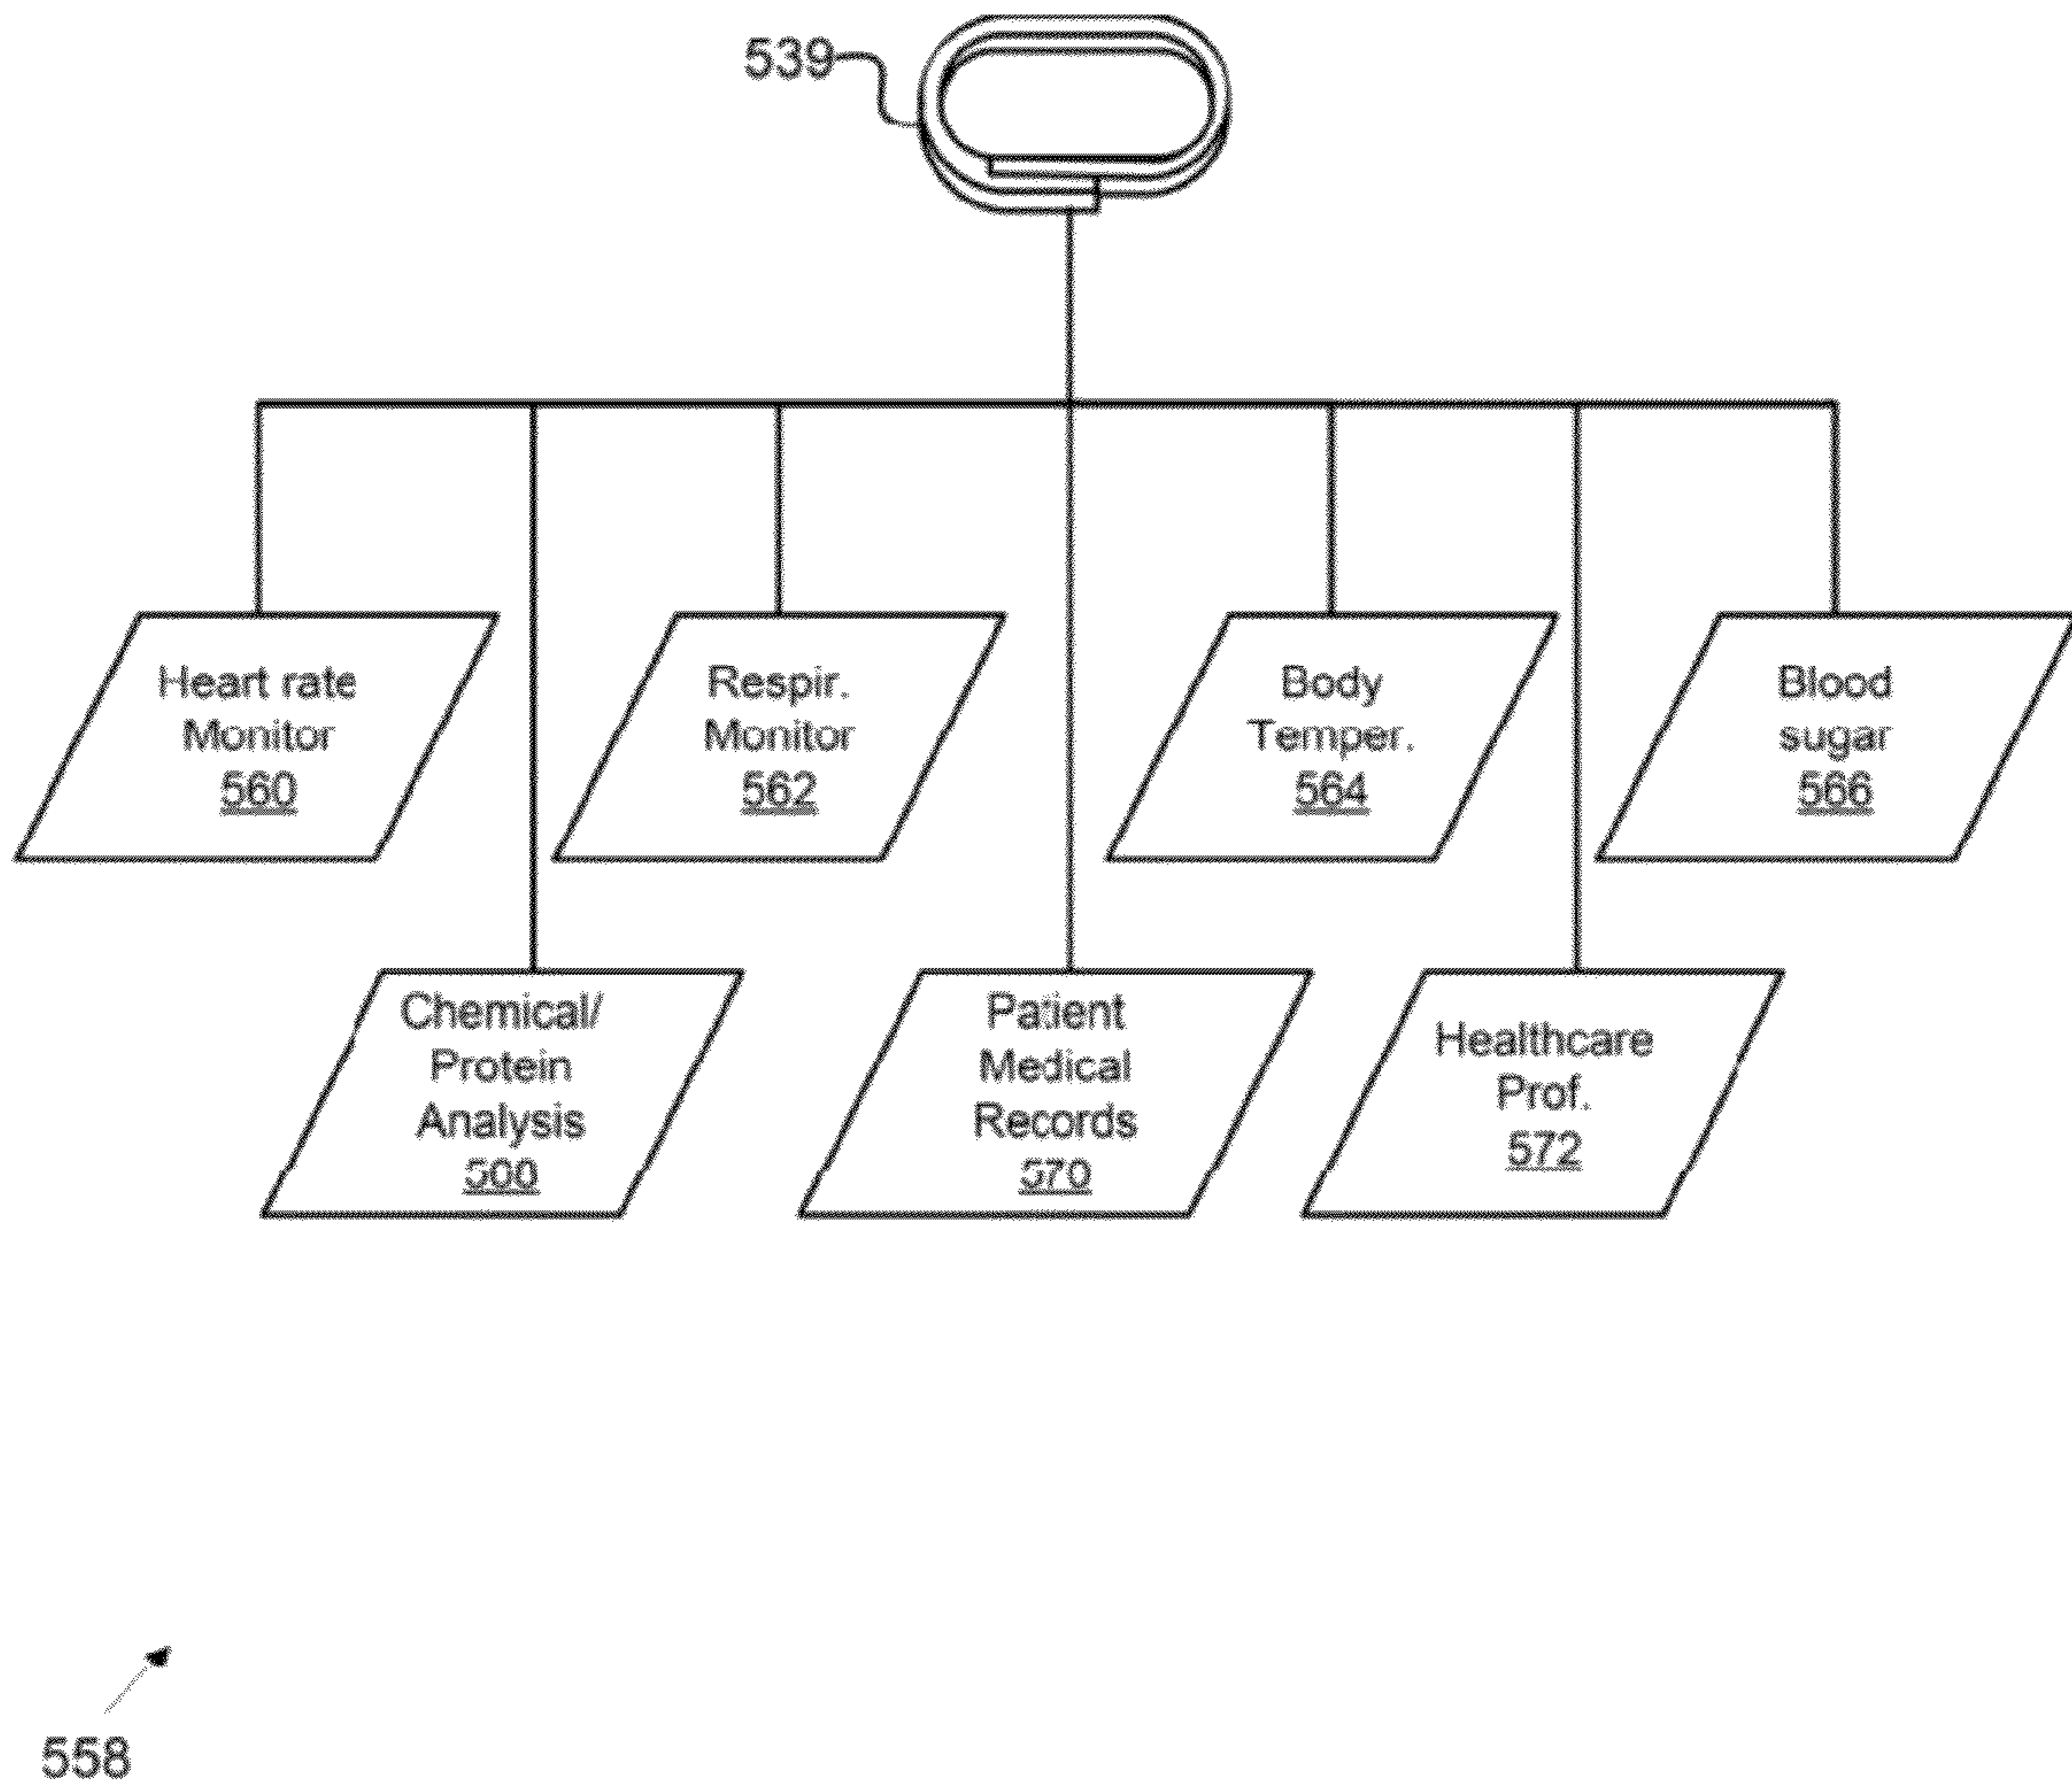 539
Heart rate
Monitor
560
Respir.
Monitor
562
Body
Temper.
564
Blood
sugar
566
Chemical/
Protein
Analysis
Patient
Medical
Records
570
Healthcare
Prof.
572
558